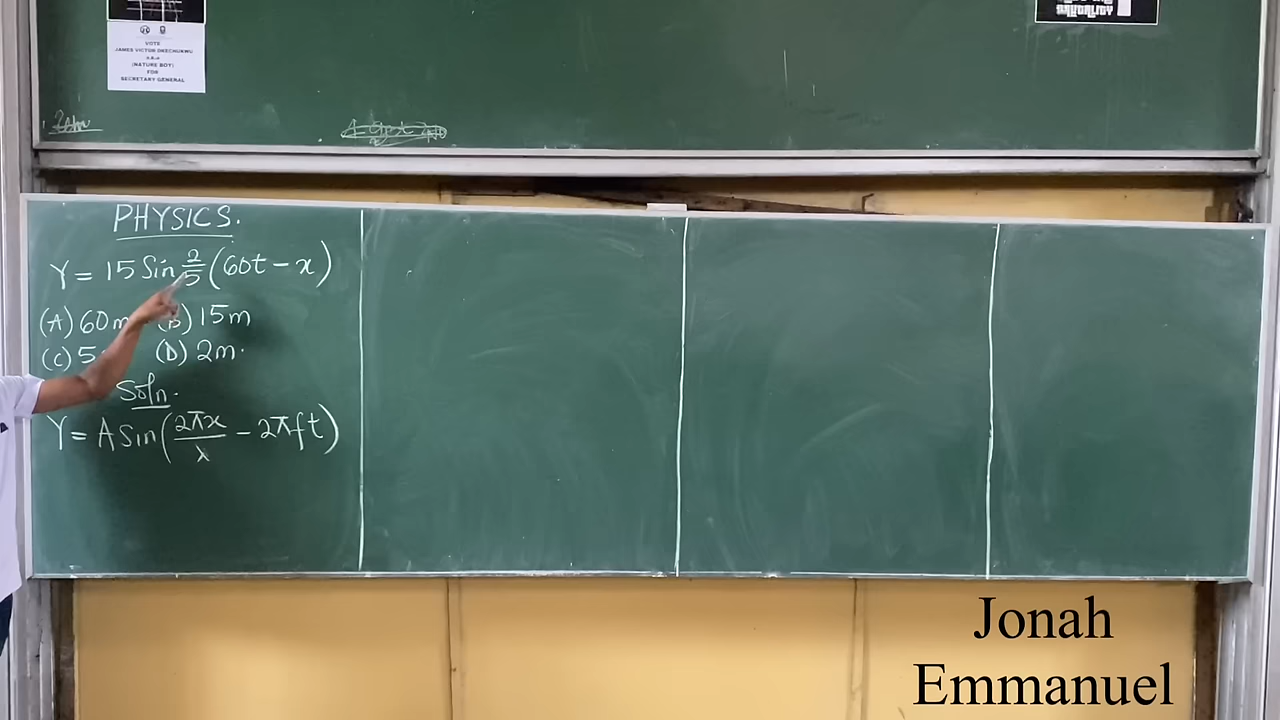 VOTE
JAMES VICTOR OKECHUKWU
A.K.A
(NATURE BOY)
FOR
SECRETARY GENERAL
BRUTALITY
PHYSICS.
Y = 15 Sin 2/5 (60t - x)
(A) 60m (B) 15m
(C) 5 (D) 2m.
Soln.
Y = A Sin(2πx/λ - 2πft)
Jonah
Emmanuel